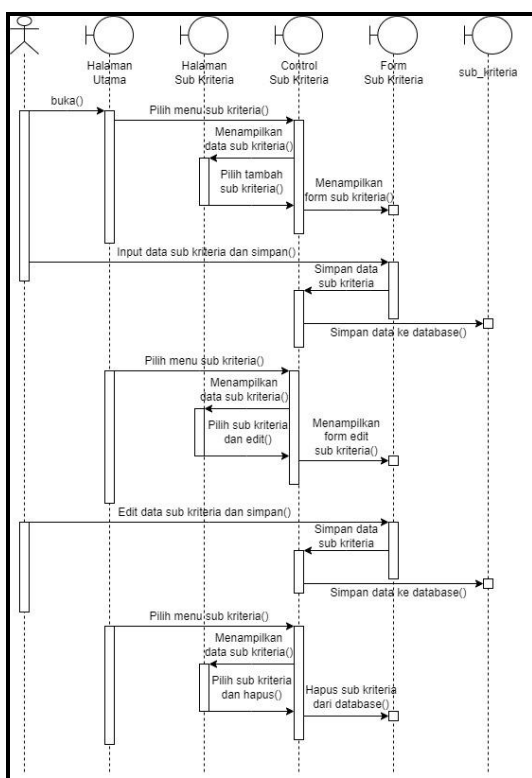 Halaman
Utama
Halaman
Sub Kriteria
Control
Sub Kriteria
Form
Sub Kriteria
sub_kriteria
buka()
Pilih menu sub kriteria()
Menampilkan
data sub kriteria()
Pilih tambah
sub kriteria()
Menampilkan
form sub kriteria()
Input data sub kriteria dan simpan()
Simpan data
sub kriteria
Simpan data ke database()
Pilih menu sub kriteria()
Menampilkan
data sub kriteria()
Pilih sub kriteria
dan edit()
Menampilkan
form edit
sub kriteria()
Edit data sub kriteria dan simpan()
Simpan data
sub kriteria
Simpan data ke database()
Pilih menu sub kriteria()
Menampilkan
data sub kriteria()
Pilih sub kriteria
dan hapus()
Hapus sub kriteria
dari database()